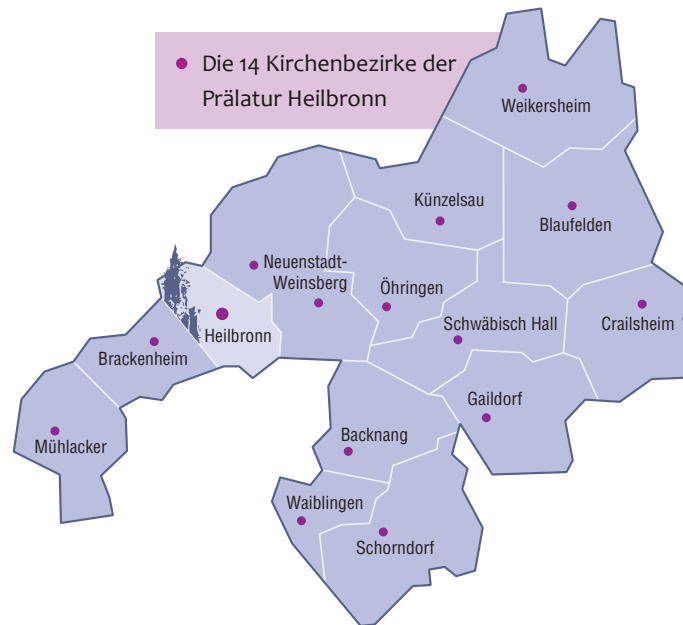 Die 14 Kirchenbezirke der
Prälatur Heilbronn
Weikersheim
Künzelsau
Blaufelden
Neuenstadt-
Weinsberg
Öhringen
Heilbronn
Schwäbisch Hall
Crailsheim
Brackenheim
Gaildorf
Mühlacker
Backnang
Waiblingen
Schorndorf